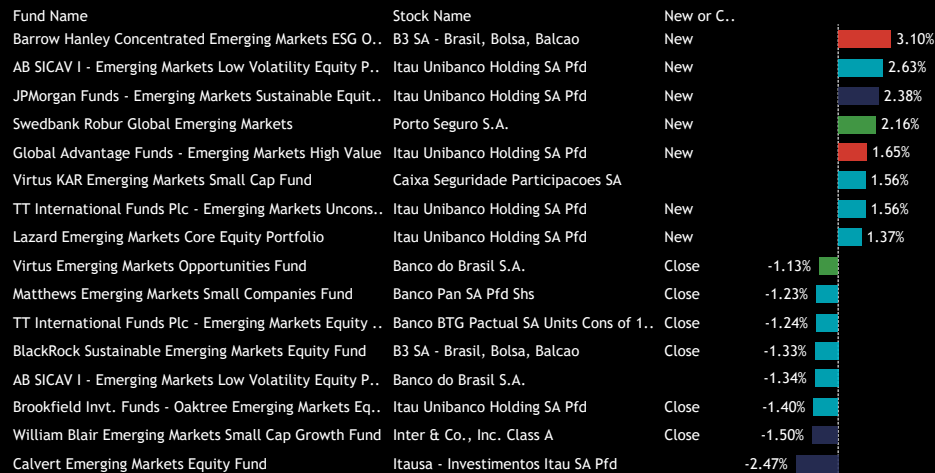 Fund Name Stock Name New or C..
Barrow Hanley Concentrated Emerging Markets ESG O.. B3 SA - Brasil, Bolsa, Balcao New 3.10%
AB SICAV I - Emerging Markets Low Volatility Equity P.. Itau Unibanco Holding SA Pfd New 2.63%
JPMorgan Funds - Emerging Markets Sustainable Equit.. Itau Unibanco Holding SA Pfd New 2.38%
Swedbank Robur Global Emerging Markets Porto Seguro S.A. New 2.16%
Global Advantage Funds - Emerging Markets High Value Itau Unibanco Holding SA Pfd New 1.65%
Virtus KAR Emerging Markets Small Cap Fund Caixa Seguridade Participacoes SA 1.56%
TT International Funds Plc - Emerging Markets Uncons.. Itau Unibanco Holding SA Pfd New 1.56%
Lazard Emerging Markets Core Equity Portfolio Itau Unibanco Holding SA Pfd New 1.37%
Virtus Emerging Markets Opportunities Fund Banco do Brasil S.A. Close -1.13%
Matthews Emerging Markets Small Companies Fund Banco Pan SA Pfd Shs Close -1.23%
TT International Funds Plc - Emerging Markets Equity .. Banco BTG Pactual SA Units Cons of 1.. Close -1.24%
BlackRock Sustainable Emerging Markets Equity Fund B3 SA - Brasil, Bolsa, Balcao Close -1.33%
AB SICAV I - Emerging Markets Low Volatility Equity P.. Banco do Brasil S.A. -1.34%
Brookfield Invt. Funds - Oaktree Emerging Markets Eq.. Itau Unibanco Holding SA Pfd Close -1.40%
William Blair Emerging Markets Small Cap Growth Fund Inter & Co., Inc. Class A Close -1.50%
Calvert Emerging Markets Equity Fund Itausa - Investimentos Itau SA Pfd -2.47%